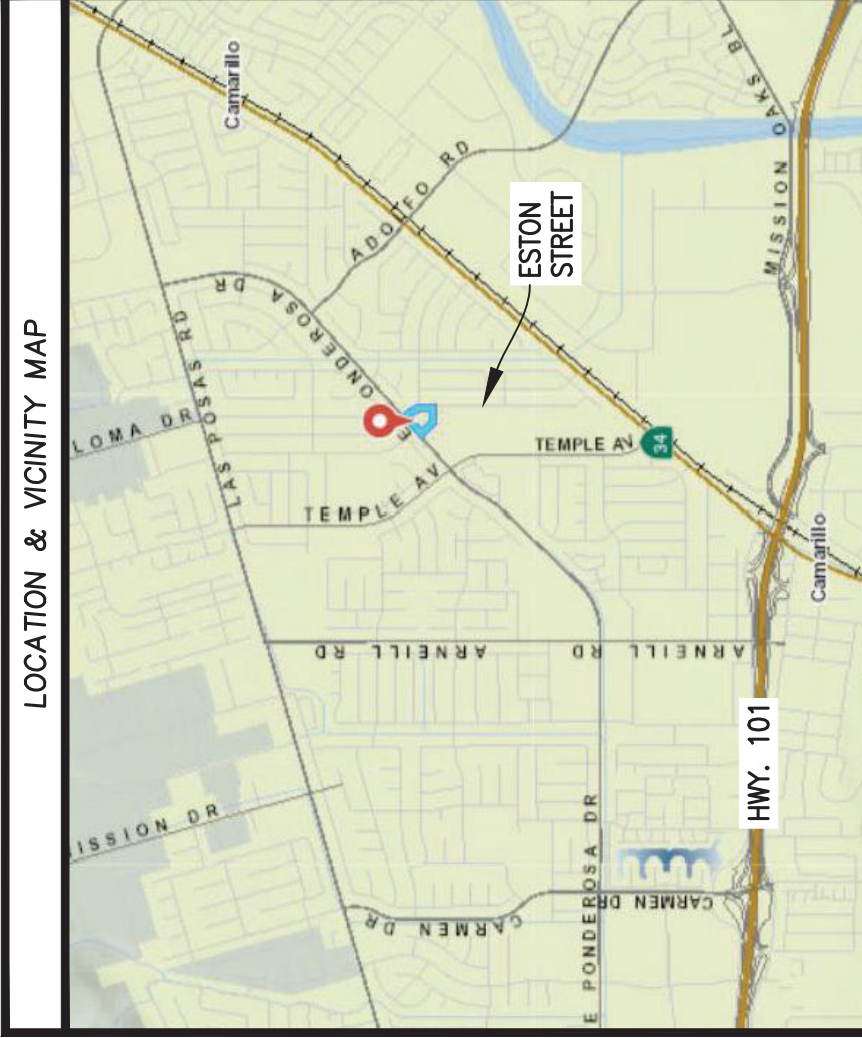 LOCATION & VICINITY MAP
LOMA DR
LAS POSAS RD
ISSION DR
Camarillo
ADOLFO RD
E PONDEROSA DR
TEMPLE AV
TEMPLE AV
ESTON
STREET
34
ARNEILL RD
ARNEILL RD
CARMEN DR
CARMEN DR
E PONDEROSA DR
HWY. 101
Camarillo
MISSION OAKS BL